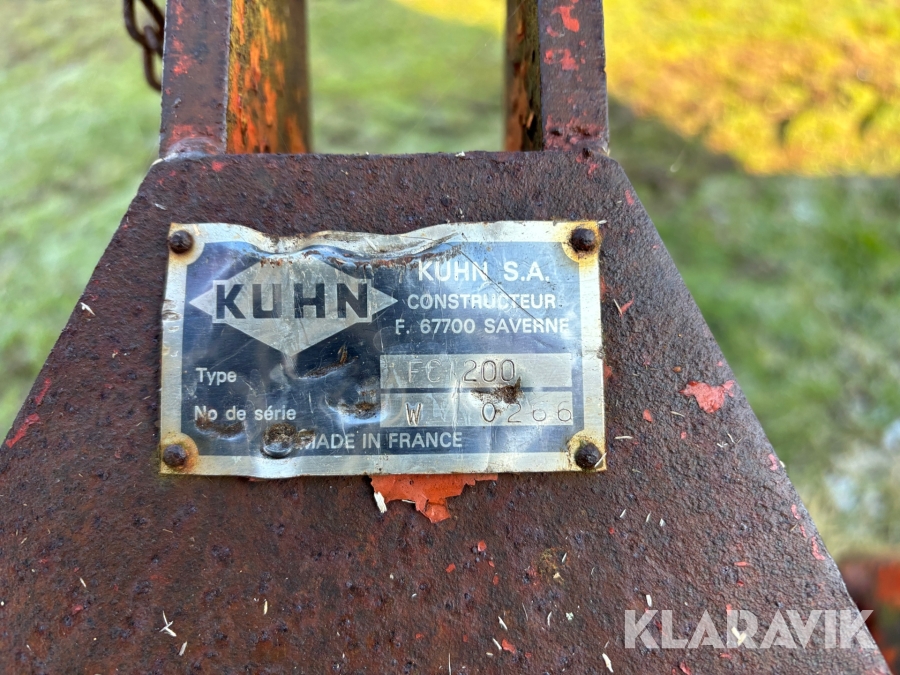 KUHN
KUHN S.A.
CONSTRUCTEUR
F. 67700 SAVERNE
Type FC 200
No de série W 0266
MADE IN FRANCE
KLARAVIK